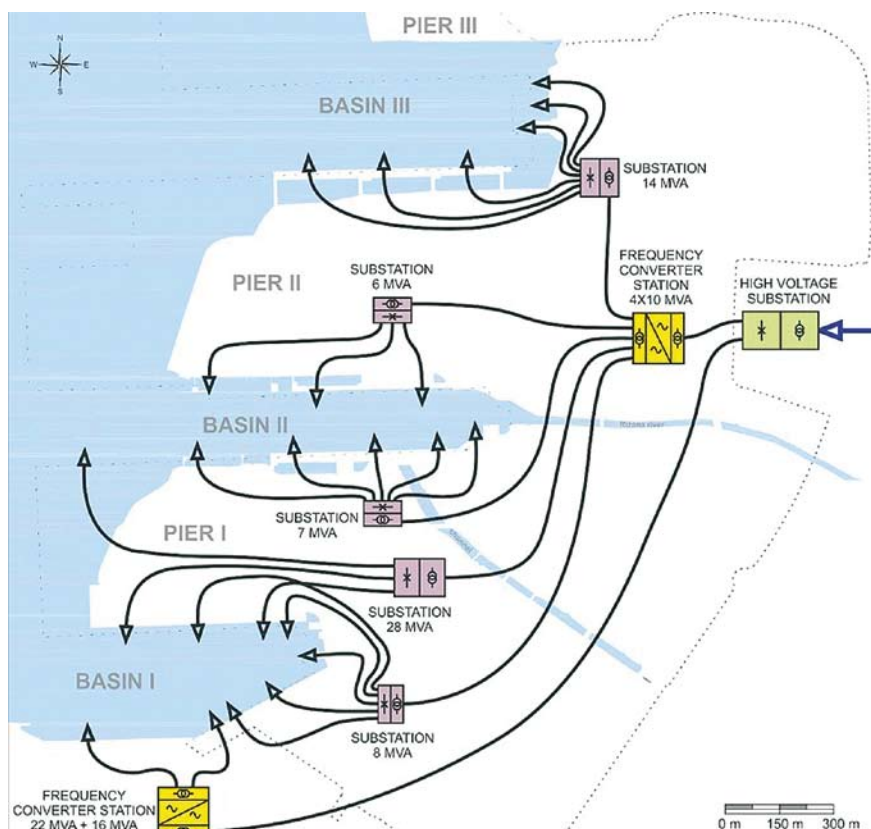 PIER III
N
W E
S
BASIN III
SUBSTATION
14 MVA
FREQUENCY
CONVERTER
STATION
4X10 MVA
HIGH VOLTAGE
SUBSTATION
SUBSTATION
6 MVA
PIER II
BASIN II
SUBSTATION
7 MVA
PIER I
SUBSTATION
28 MVA
BASIN I
SUBSTATION
8 MVA
FREQUENCY
CONVERTER STATION
22 MVA + 16 MVA
0 m 150 m 300 m